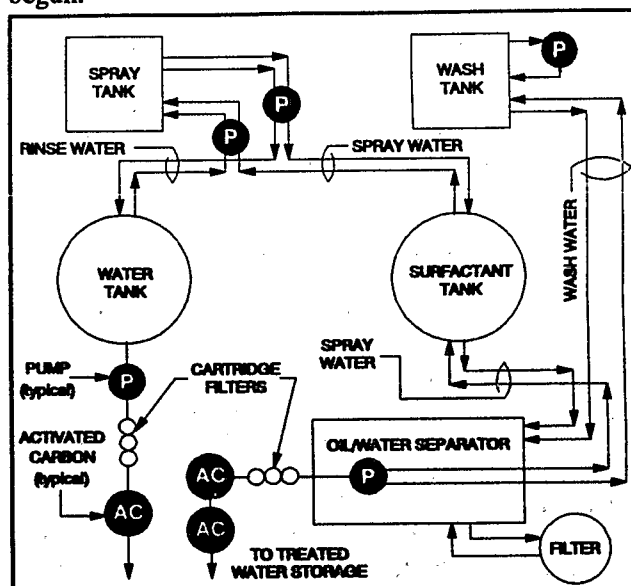 begun.
SPRAY
TANK
P
P
RINSE WATER
SPRAY WATER
WASH
TANK
P
WATER
TANK
SURFACTANT
TANK
WASH WATER
PUMP
(typical)
P
CARTRIDGE
FILTERS
SPRAY
WATER
ACTIVATED
CARBON
(typical)
AC
AC
AC
OIL/WATER SEPARATOR
P
TO TREATED
WATER STORAGE
FILTER